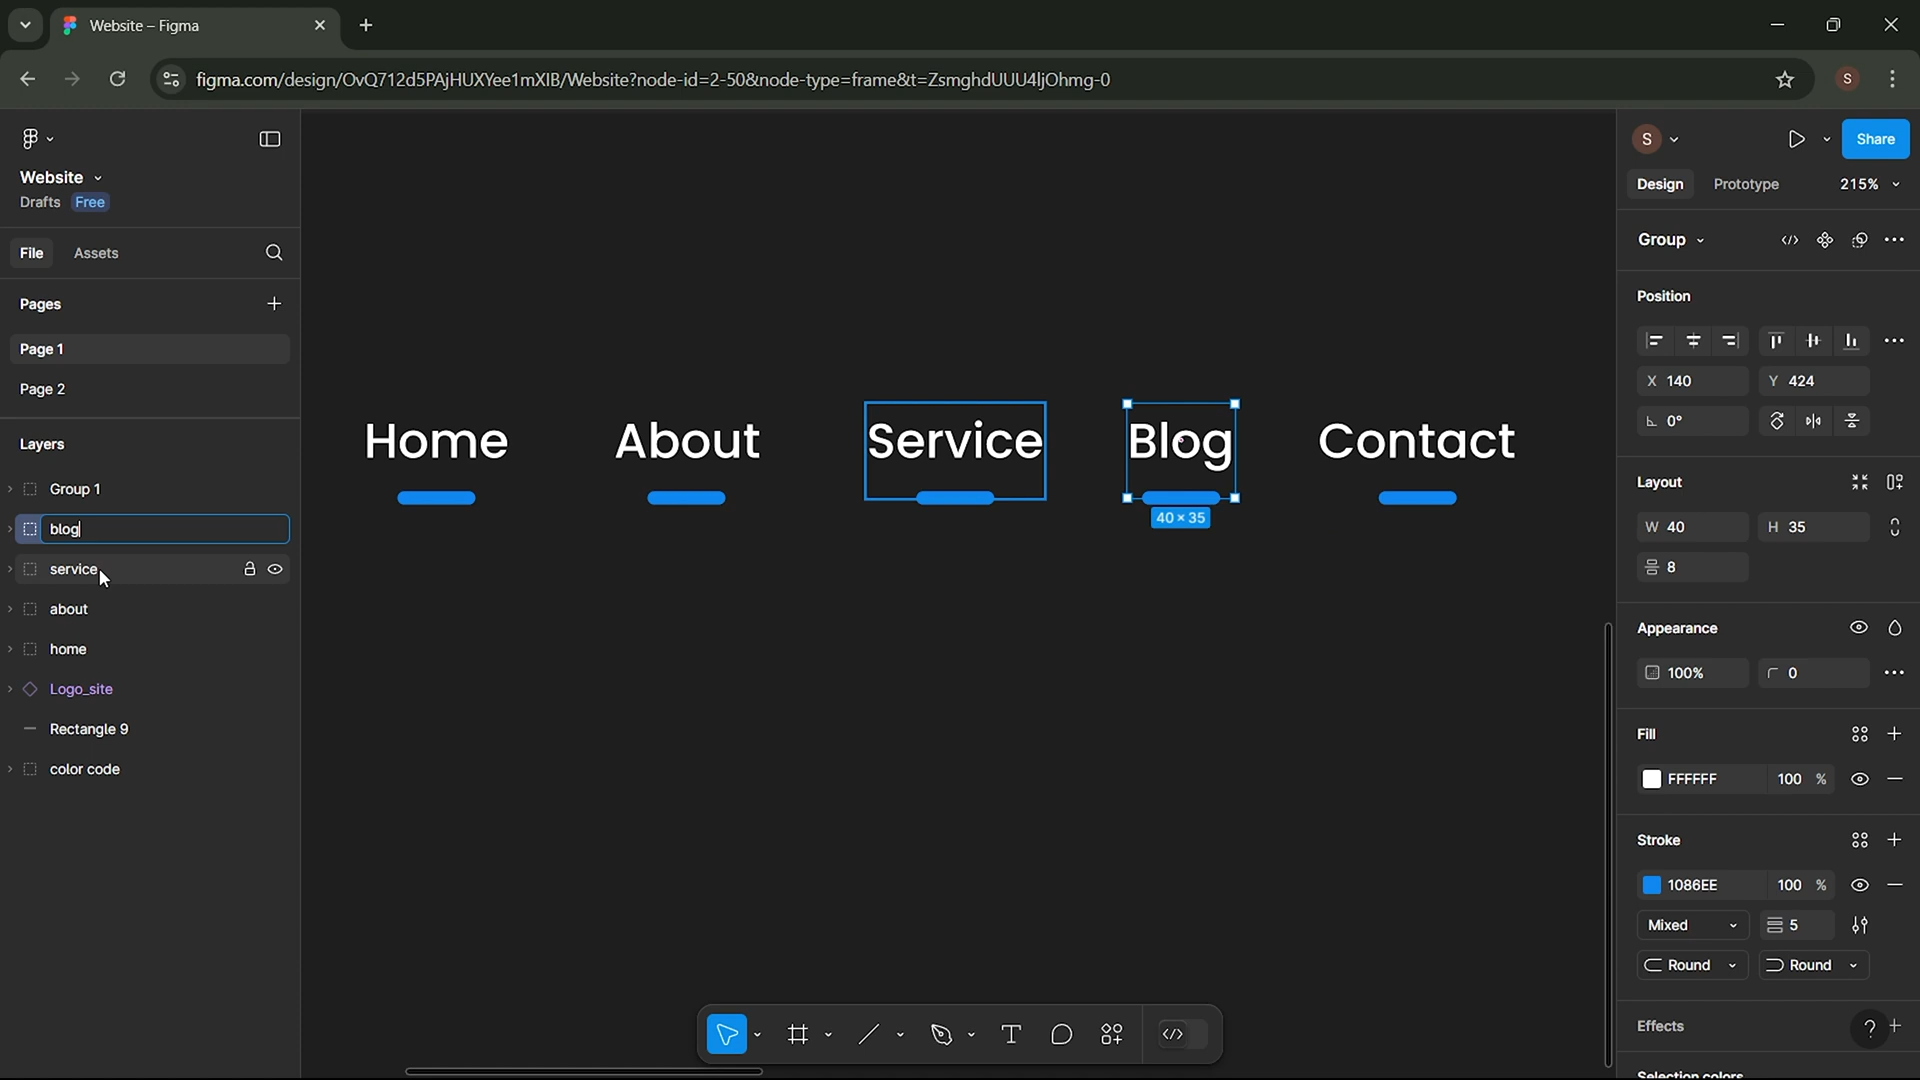 Website – Figma
figma.com/design/OvQ712d5PAjHUXYee1mXIB/Website?node-id=2-50&node-type=frame&t=ZsmghdUUU4ljOhmg-0
S
Website
Drafts Free
File Assets
Pages
Page 1
Page 2
Layers
Group 1
blog
service
about
home
Logo_site
Rectangle 9
color code
Home About Service Blog Contact
40 × 35
S Share
Design Prototype 215%
Group
Position
X 140 Y 424
0°
Layout
W 40 H 35
8
Appearance
100% 0
Fill
FFFFFF 100 %
Stroke
1086EE 100 %
Mixed 5
Round Round
Effects
?
Selection colors